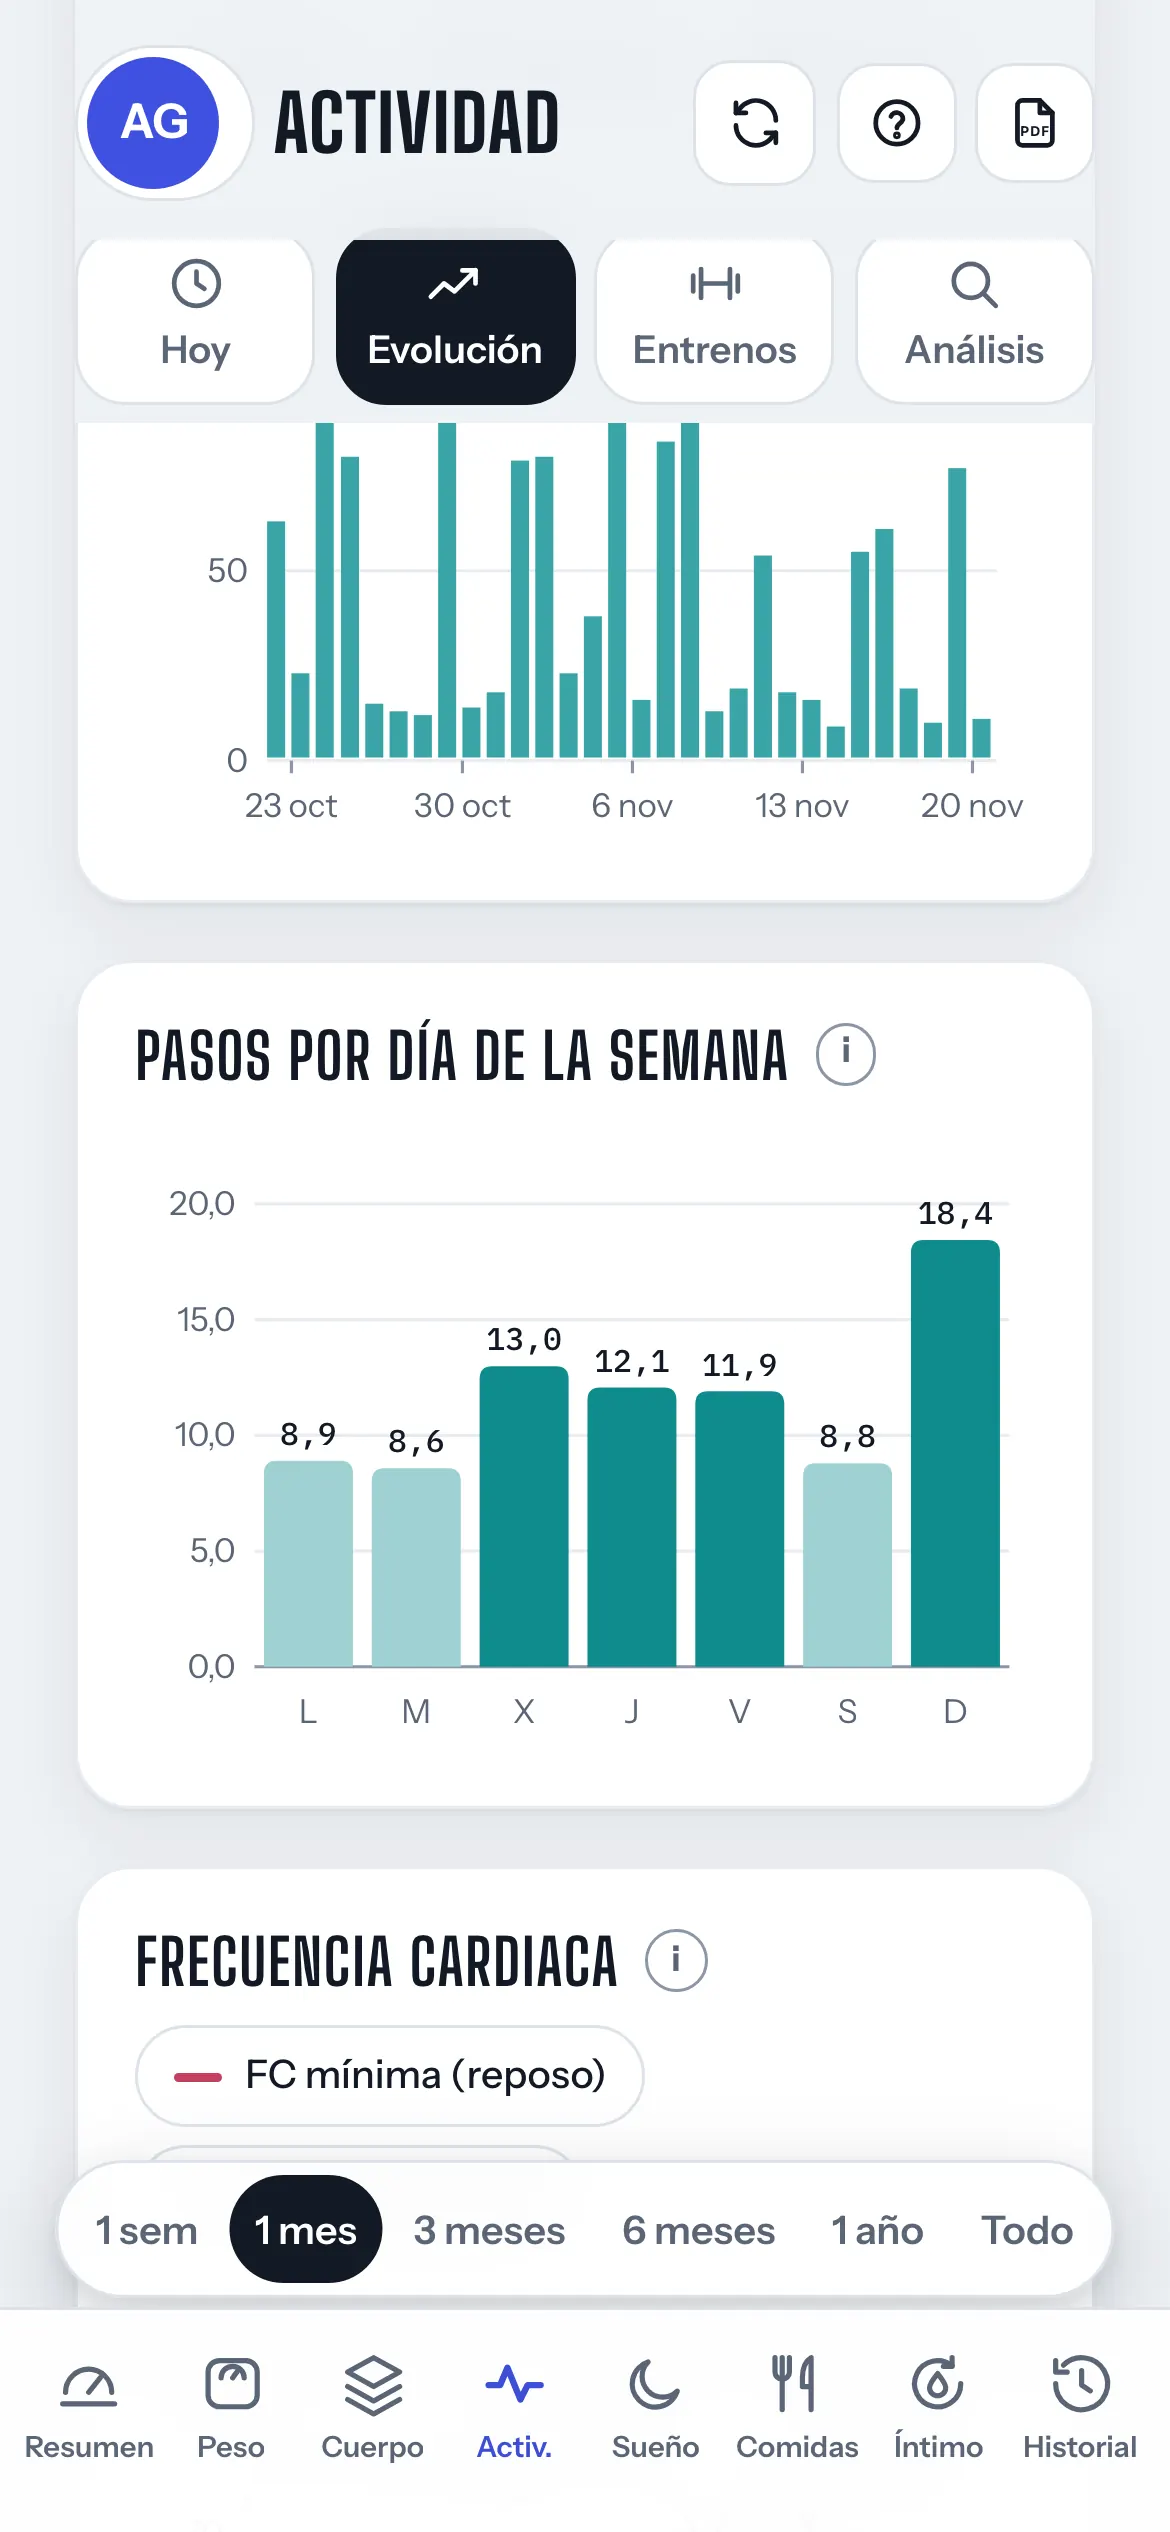 AG ACTIVIDAD PDF
Hoy Evolución Entrenos Análisis
50
0
23 oct 30 oct 6 nov 13 nov 20 nov
PASOS POR DÍA DE LA SEMANA i
20,0
18,4
15,0
13,0
12,1
11,9
10,0
8,9
8,6
8,8
5,0
0,0
L M X J V S D
FRECUENCIA CARDIACA i
FC mínima (reposo)
1 sem 1 mes 3 meses 6 meses 1 año Todo
Resumen Peso Cuerpo Activ. Sueño Comidas Íntimo Historial